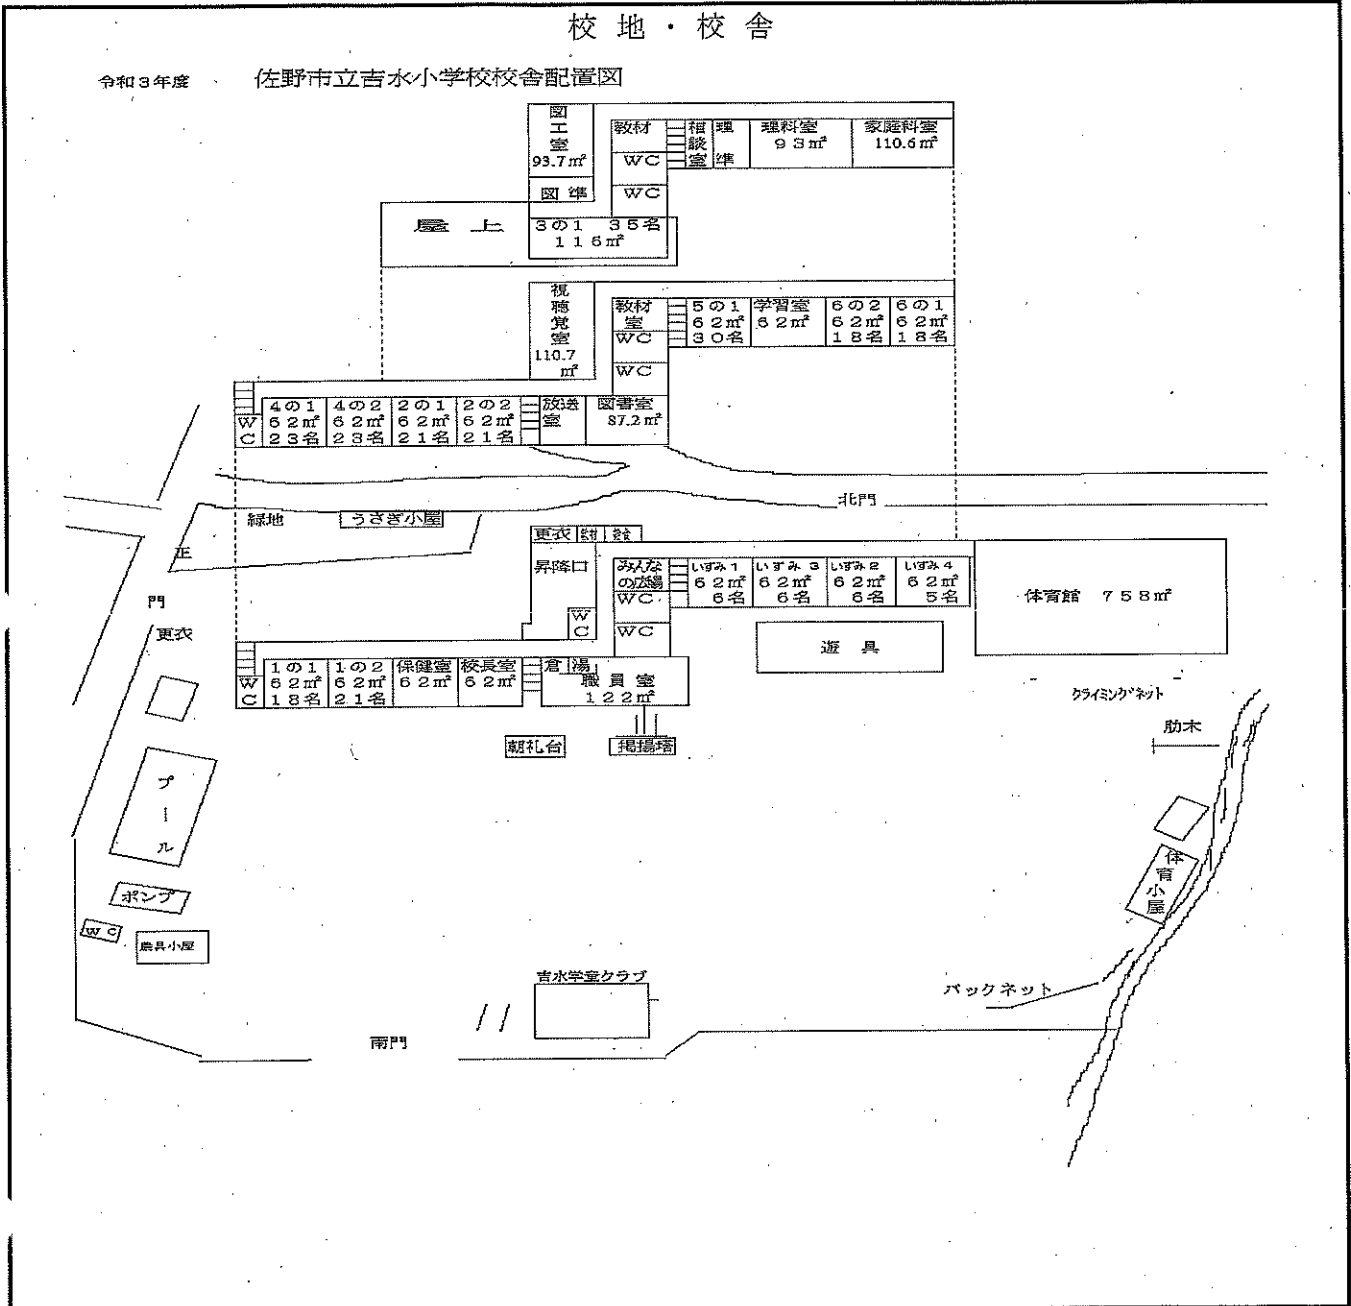 校地・校舎
令和3年度 佐野市立吉水小学校校舎配置図
図工室
93.7㎡
図準
教材
WC
WC
相談室
理準
理科室
93㎡
家庭科室
110.6㎡
屋上
3の1 35名
116㎡
視聴覚室
110.7㎡
教材室
WC
WC
5の1
62㎡
30名
学習室
62㎡
6の2
62㎡
18名
6の1
62㎡
18名
WC
4の1
62㎡
23名
4の2
62㎡
23名
2の1
62㎡
21名
2の2
62㎡
21名
放送室
図書室
87.2㎡
北門
緑地
うさぎ小屋
正門
更衣
昇降口
WC
みんなの広場
WC
WC
いずみ1
62㎡
6名
いずみ3
62㎡
6名
いずみ2
62㎡
6名
いずみ4
62㎡
5名
体育館 758㎡
遊具
更衣
WC
1の1
62㎡
18名
1の2
62㎡
21名
保健室
62㎡
校長室
62㎡
倉
湯
職員室
122㎡
クライミングネット
肋木
朝礼台
掲揚塔
プール
体育小屋
ポンプ
WC
農具小屋
吉水学童クラブ
バックネット
南門